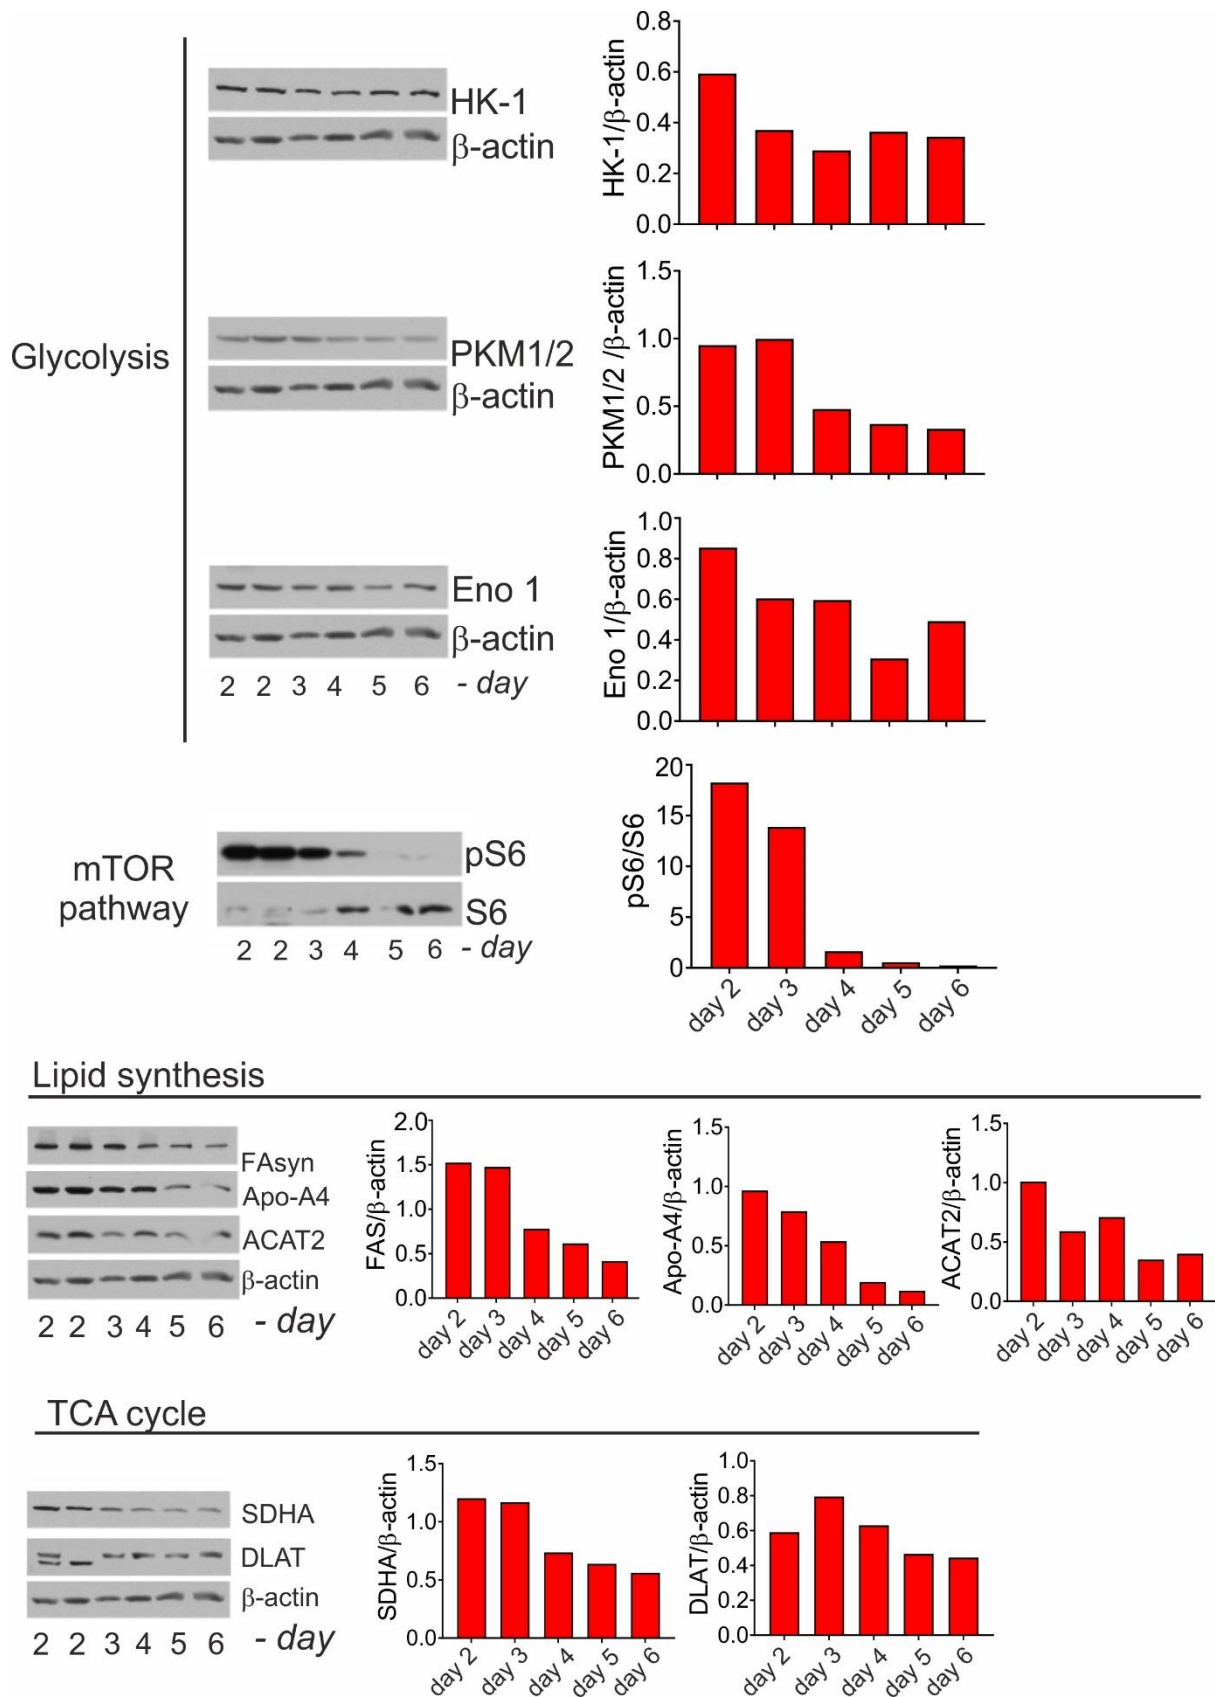 Glycolysis
HK-1
β-actin
PKM1/2
β-actin
Eno 1
β-actin
2 2 3 4 5 6 - day
HK-1/β-actin
0.8
0.6
0.4
0.2
0.0
PKM1/2 /β-actin
1.5
1.0
0.5
0.0
Eno 1/β-actin
1.0
0.8
0.6
0.4
0.2
0.0
mTOR
pathway
pS6
S6
2 2 3 4 5 6 - day
pS6/S6
20
15
10
5
0
day 2 day 3 day 4 day 5 day 6
Lipid synthesis
FAsyn
Apo-A4
ACAT2
β-actin
2 2 3 4 5 6 - day
FAS/β-actin
2.0
1.5
1.0
0.5
0.0
day 2 day 3 day 4 day 5 day 6
Apo-A4/β-actin
1.5
1.0
0.5
0.0
day 2 day 3 day 4 day 5 day 6
ACAT2/β-actin
1.5
1.0
0.5
0.0
day 2 day 3 day 4 day 5 day 6
TCA cycle
SDHA
DLAT
β-actin
2 2 3 4 5 6 - day
SDHA/β-actin
1.5
1.0
0.5
0.0
day 2 day 3 day 4 day 5 day 6
DLAT/β-actin
1.0
0.8
0.6
0.4
0.2
0.0
day 2 day 3 day 4 day 5 day 6